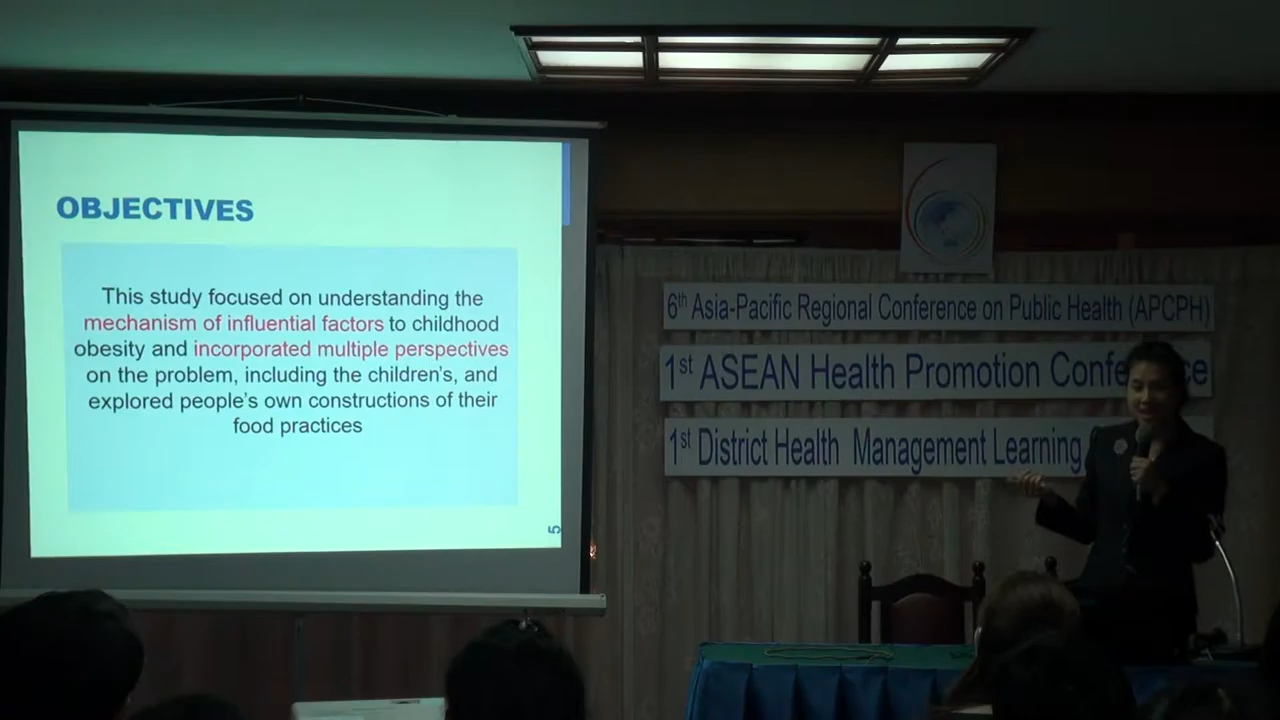 OBJECTIVES
This study focused on understanding the
mechanism of influential factors to childhood
obesity and incorporated multiple perspectives
on the problem, including the children's, and
explored people's own constructions of their
food practices
5
6th Asia-Pacific Regional Conference on Public Health (APCPH)
1st ASEAN Health Promotion Confe ce
1st District Health Management Learning